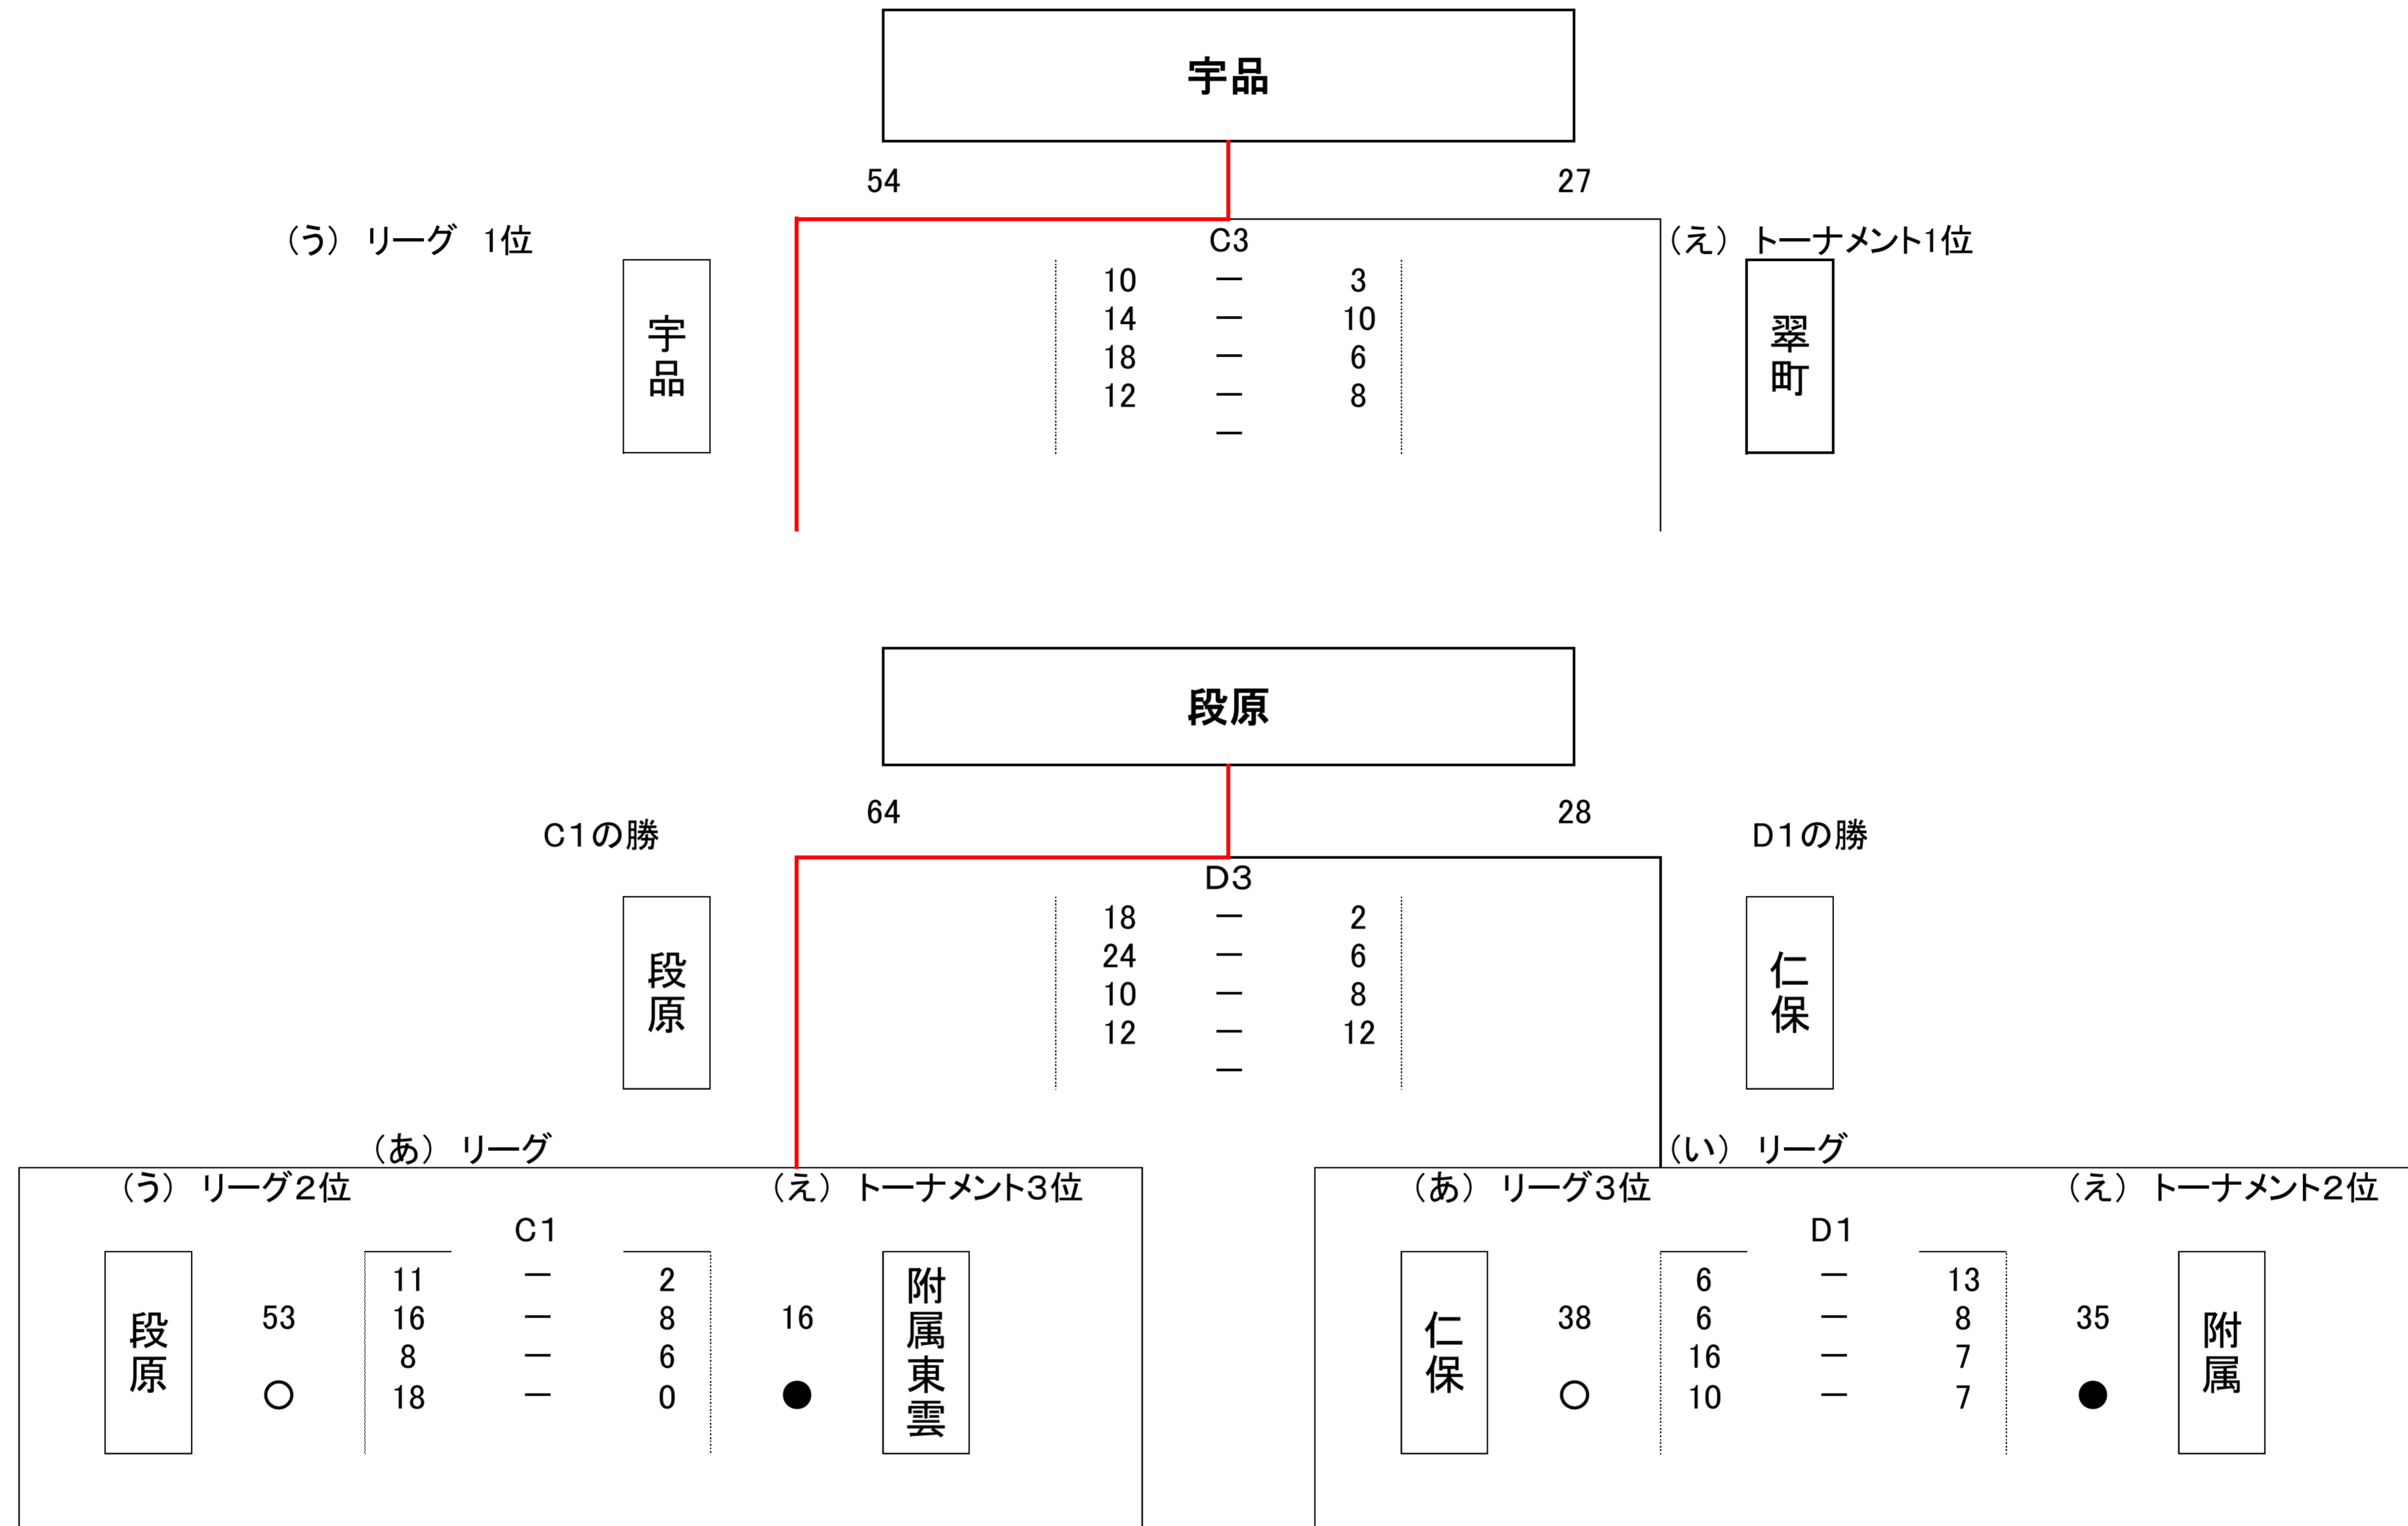 宇品
54 27
（う） リーグ 1位 （え） トーナメント1位
C3
宇品 翠町
10 ー 3
14 ー 10
18 ー 6
12 ー 8
ー
段原
64 28
C1の勝 D1の勝
D3
段原 仁保
18 ー 2
24 ー 6
10 ー 8
12 ー 12
ー
（あ） リーグ （い） リーグ
（う） リーグ２位 （え） トーナメント３位 （あ） リーグ３位 （え） トーナメント２位
C1 D1
段原 附属東雲 仁保 附属
11 ー 2 6 ー 13
53 16 ー 8 16 38 6 ー 8 35
8 ー 6 16 ー 7
○ 18 ー 0 ● ○ 10 ー 7 ●